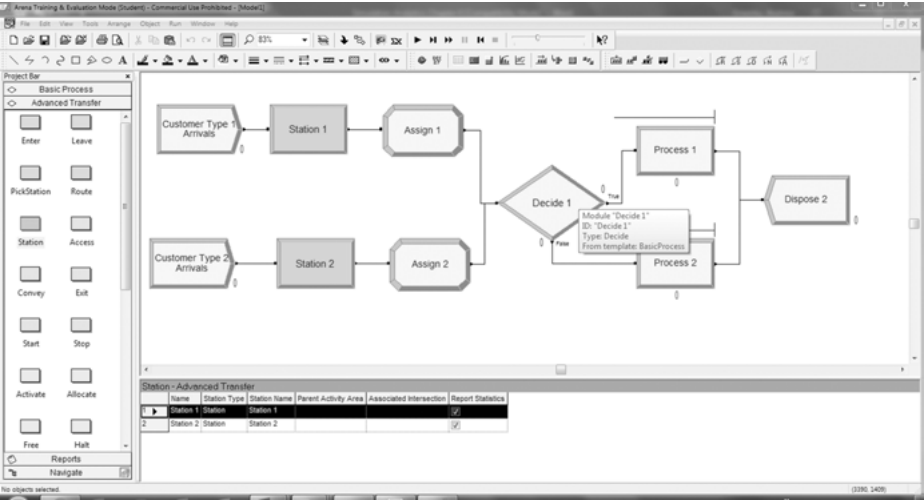 Arena Training & Evaluation Mode (Student) - Commercial Use Prohibited - [Model1]
File Edit View Tools Arrange Object Run Window Help
83%
Project Bar
Basic Process
Advanced Transfer
Enter Leave
PickStation Route
Station Access
Convey Exit
Start Stop
Activate Allocate
Free Halt
Reports
Navigate
Customer Type 1
Arrivals
0
Station 1
Assign 1
Customer Type 2
Arrivals
0
Station 2
Assign 2
Decide 1
0
True
0
False
Module "Decide 1"
ID: "Decide 1"
Type: Decide
From template: BasicProcess
Process 1
0
Process 2
0
Dispose 2
0
Station - Advanced Transfer
Name Station Type Station Name Parent Activity Area Associated Intersection Report Statistics
1 Station 1 Station Station 1
2 Station 2 Station Station 2
No objects selected.
(3390, 1409)